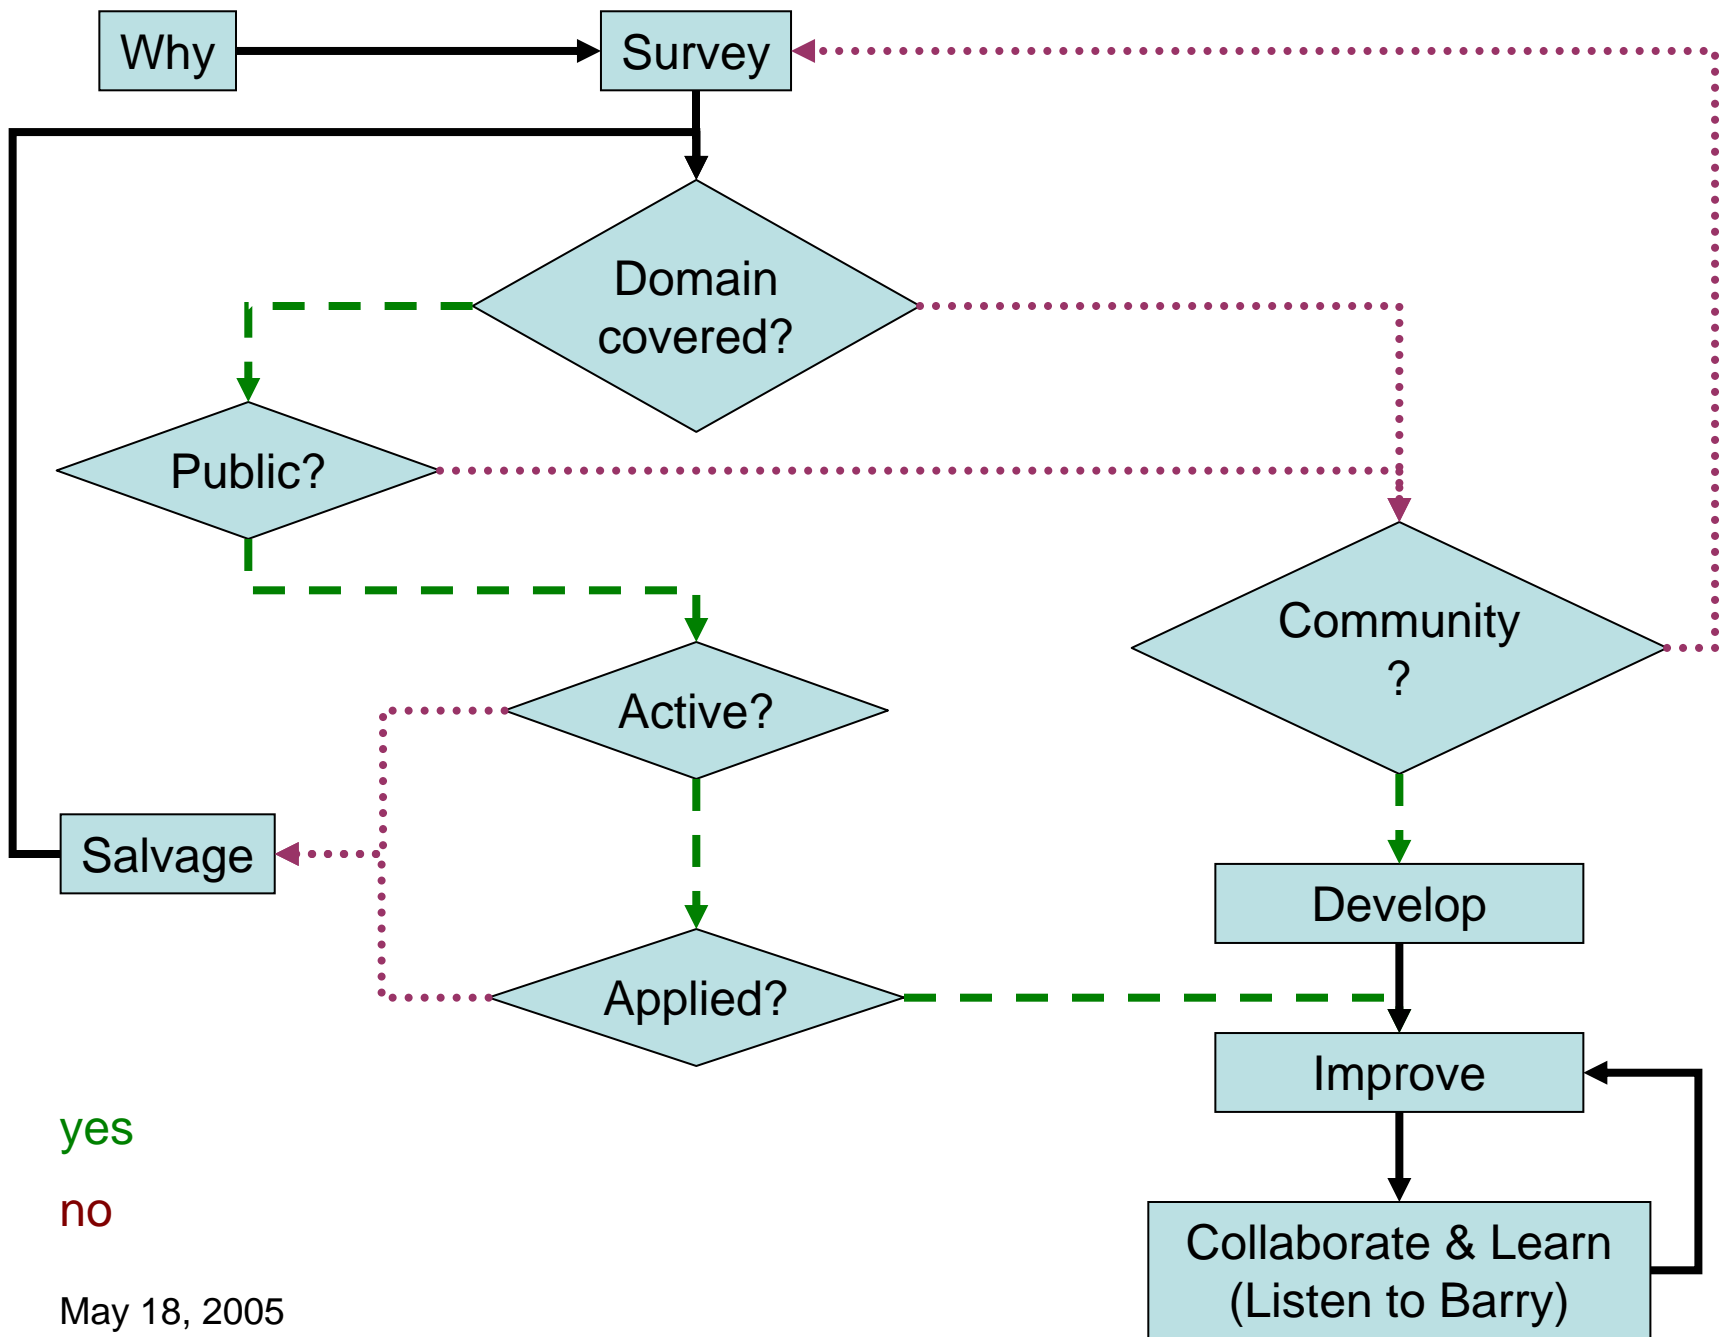 Why
Survey
Domain
covered?
Public?
Community
?
Active?
Salvage
Develop
Applied?
Improve
yes
no
Collaborate & Learn
(Listen to Barry)
May 18, 2005